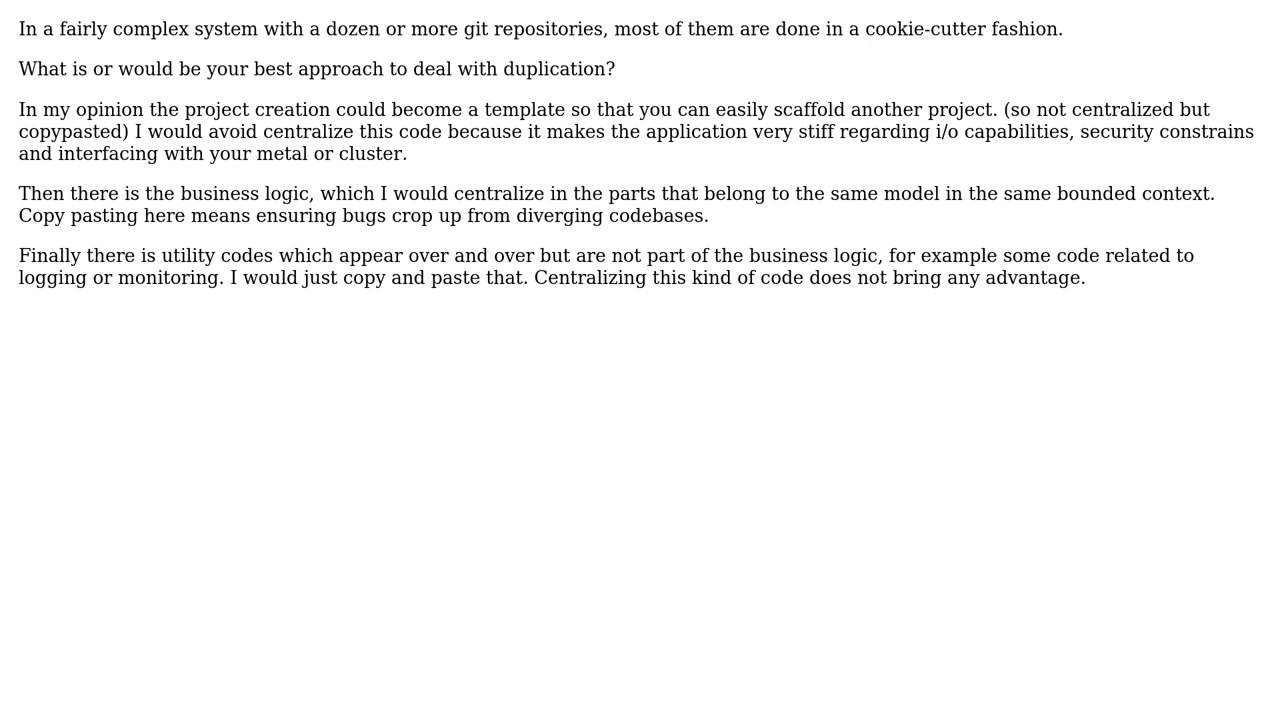 In a fairly complex system with a dozen or more git repositories, most of them are done in a cookie-cutter fashion.
What is or would be your best approach to deal with duplication?
In my opinion the project creation could become a template so that you can easily scaffold another project. (so not centralized but
copypasted) I would avoid centralize this code because it makes the application very stiff regarding i/o capabilities, security constrains
and interfacing with your metal or cluster.
Then there is the business logic, which I would centralize in the parts that belong to the same model in the same bounded context.
Copy pasting here means ensuring bugs crop up from diverging codebases.
Finally there is utility codes which appear over and over but are not part of the business logic, for example some code related to
logging or monitoring. I would just copy and paste that. Centralizing this kind of code does not bring any advantage.